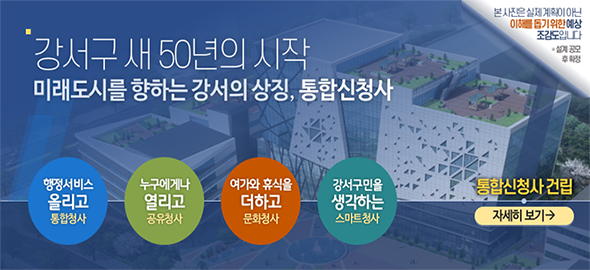 본 사진은 실제 계획이 아닌
이해를 돕기 위한 예상
조감도입니다
* 설계 공모
후 확정
강서구 새 50년의 시작
미래도시를 향하는 강서의 상징, 통합신청사
행정서비스
올리고
통합청사
누구에게나
열리고
공유청사
여가와 휴식을
더하고
문화청사
강서구민을
생각하는
스마트청사
통합신청사 건립
자세히 보기→